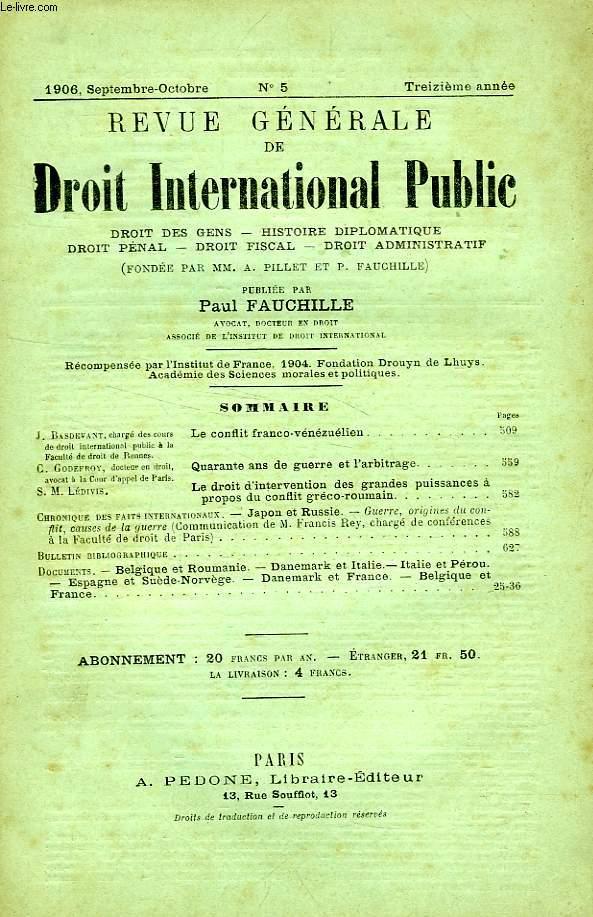 Le-livre.com
1906, Septembre-Octobre N° 5 Treizième année
REVUE GÉNÉRALE
DE
Droit International Public
DROIT DES GENS — HISTOIRE DIPLOMATIQUE
DROIT PÉNAL — DROIT FISCAL — DROIT ADMINISTRATIF
(FONDÉE PAR MM. A. PILLET ET P. FAUCHILLE)
PUBLIÉE PAR
Paul FAUCHILLE
AVOCAT, DOCTEUR EN DROIT
ASSOCIÉ DE L'INSTITUT DE DROIT INTERNATIONAL
Récompensée par l'Institut de France. 1904. Fondation Drouyn de Lhuys.
Académie des Sciences morales et politiques.
SOMMAIRE
Pages
J. BASDEVANT, chargé des cours de droit international public à la Faculté de droit de Rennes.
Le conflit franco-vénézuélien . . . . . . . . . . . 509
C. GODEFROY, docteur en droit, avocat à la Cour d'appel de Paris.
Quarante ans de guerre et l'arbitrage. . . . . . . 559
S. M. LÉDIVIS.
Le droit d'intervention des grandes puissances à
propos du conflit gréco-roumain. . . . . . . . . 582
CHRONIQUE DES FAITS INTERNATIONAUX. — Japon et Russie. — Guerre, origines du con-
flit, causes de la guerre (Communication de M. Francis Rey, chargé de conférences
à la Faculté de droit de Paris) . . . . . . . . . . . . . . . . . . . . 588
BULLETIN BIBLIOGRAPHIQUE . . . . . . . . . . . . . . . . . . . . . . . 627
DOCUMENTS. — Belgique et Roumanie. — Danemark et Italie.— Italie et Pérou.
— Espagne et Suède-Norvège. — Danemark et France. — Belgique et
France. . . . . . . . . . . . . . . . . . . . . . . . . . . . . . 25-36
ABONNEMENT : 20 FRANCS PAR AN. — ÉTRANGER, 21 FR. 50.
LA LIVRAISON : 4 FRANCS.
PARIS
A. PEDONE, Libraire-Éditeur
13, Rue Soufflot, 13
Droits de traduction et de reproduction réservés